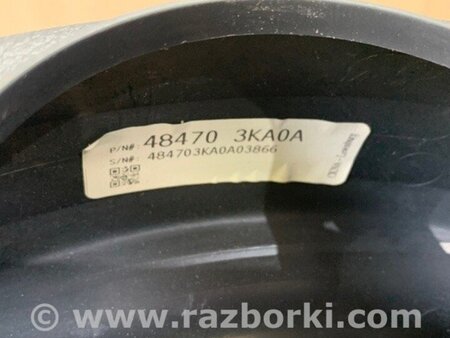 P/N#: 48470 3KA0A
S/N#: 484703KA0A03866
© www.razborki.com